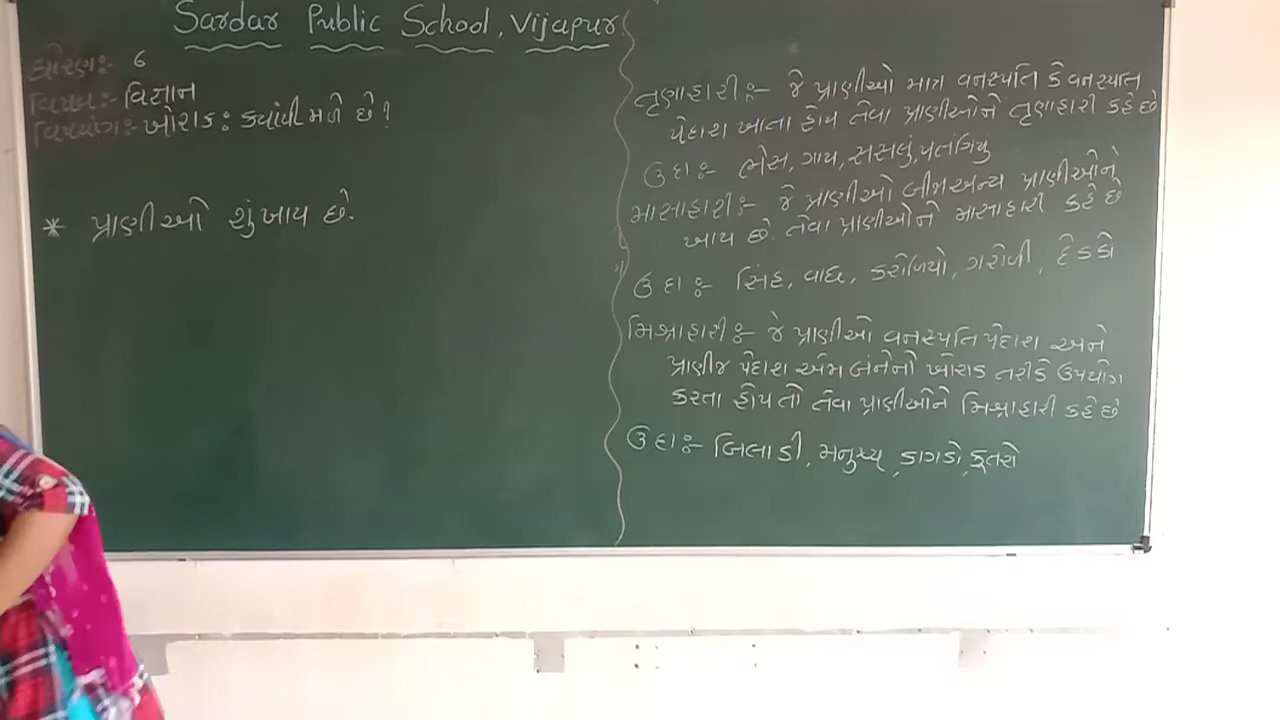 Sardar Public School, Vijapur
ધોરણ:- 6
વિષય:- વિજ્ઞાન
વિષયાંગ:- ખોરાક: ક્યાંથી મળે છે?
* પ્રાણીઓ શું ખાય છે.
તૃણાહારી:- જે પ્રાણીઓ માત્ર વનસ્પતિ કે વનસ્પતિ
પેદાશ ખાતા હોય તેવા પ્રાણીઓને તૃણાહારી કહે છે
ઉદા:- ભેંસ, ગાય, સસલું, પતંગિયું
માસાહારી:- જે પ્રાણીઓ બીજા અન્ય પ્રાણીઓને
ખાય છે. તેવા પ્રાણીઓને માસાહારી કહે છે
ઉદા:- સિંહ, વાઘ, કરોળિયો, ગરોળી, દેડકો
મિશ્રાહારી:- જે પ્રાણીઓ વનસ્પતિ પેદાશ અને
પ્રાણીજ પેદાશ એમ બંનેનો ખોરાક તરીકે ઉપયોગ
કરતા હોય તો તેવા પ્રાણીઓને મિશ્રાહારી કહે છે
ઉદા:- બિલાડી, મનુષ્ય, કાગડો, કૂતરો